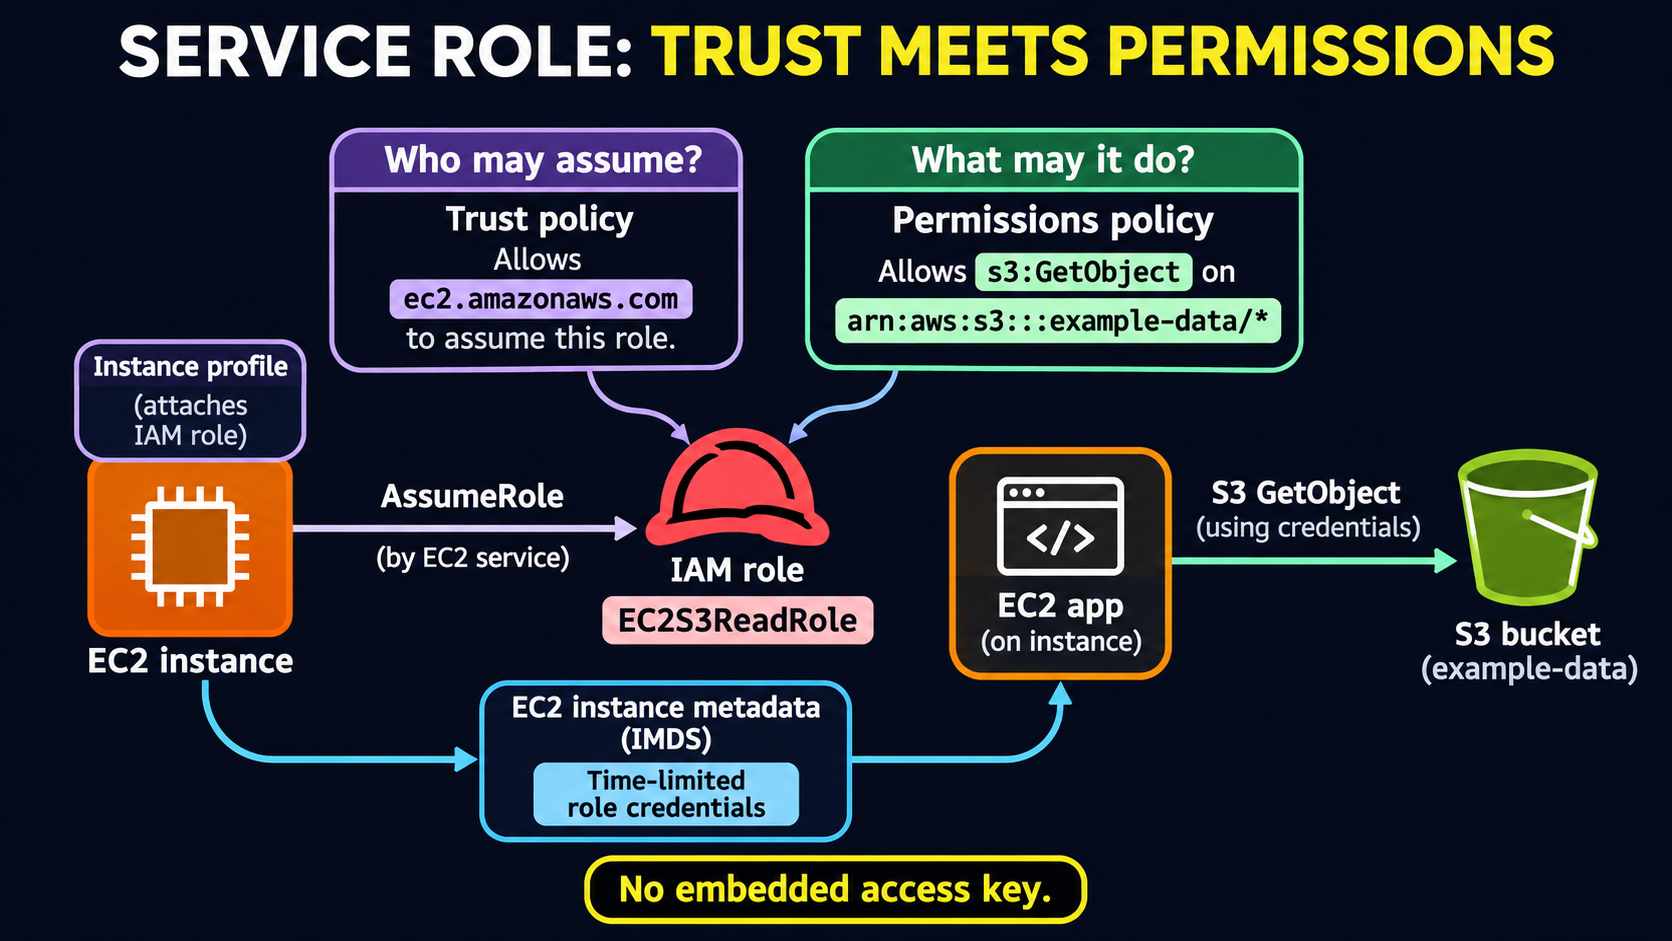 SERVICE ROLE: TRUST MEETS PERMISSIONS
Who may assume?
Trust policy
Allows
ec2.amazonaws.com
to assume this role.
What may it do?
Permissions policy
Allows s3:GetObject on
arn:aws:s3:::example-data/*
Instance profile
(attaches
IAM role)
EC2 instance
AssumeRole
(by EC2 service)
IAM role
EC2S3ReadRole
</>
EC2 app
(on instance)
S3 GetObject
(using credentials)
S3 bucket
(example-data)
EC2 instance metadata
(IMDS)
Time-limited
role credentials
No embedded access key.